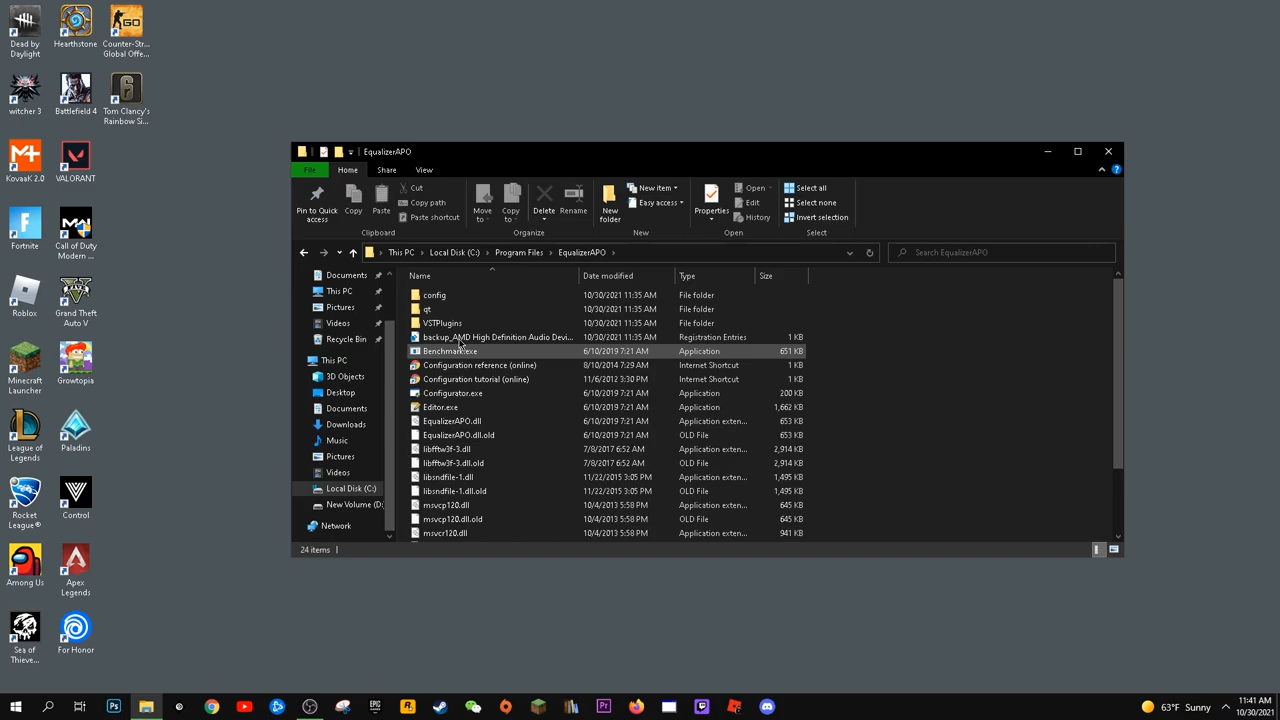 Dead by
Daylight
Hearthstone
Counter-Str...
Global Offe...
witcher 3
Battlefield 4
Tom Clancy's
Rainbow Si...
KovaaK 2.0
VALORANT
Fortnite
Call of Duty
Modern Warf...
Roblox
Grand Theft
Auto V
Minecraft
Launcher
Growtopia
League of
Legends
Paladins
Rocket
League®
Control
Among Us
Apex
Legends
Sea of
Thieve...
For Honor
EqualizerAPO
File
Home
Share
View
Pin to Quick
access
Copy
Paste
Cut
Copy path
Paste shortcut
Clipboard
Move
to
Copy
to
Delete
Rename
Organize
New
folder
New item
Easy access
New
Properties
Open
Edit
History
Open
Select all
Select none
Invert selection
Select
This PC
Local Disk (C:)
Program Files
EqualizerAPO
Search EqualizerAPO
Documents
This PC
Pictures
Videos
Recycle Bin
This PC
3D Objects
Desktop
Documents
Downloads
Music
Pictures
Videos
Local Disk (C:)
New Volume (D:
Network
Name Date modified Type Size
config 10/30/2021 11:35 AM File folder
qt 10/30/2021 11:35 AM File folder
VSTPlugins 10/30/2021 11:35 AM File folder
backup_AMD High Definition Audio Devi... 10/30/2021 11:35 AM Registration Entries 1 KB
Benchmark.exe 6/10/2019 7:21 AM Application 651 KB
Configuration reference (online) 8/10/2014 7:29 AM Internet Shortcut 1 KB
Configuration tutorial (online) 11/6/2012 3:30 PM Internet Shortcut 1 KB
Configurator.exe 6/10/2019 7:21 AM Application 200 KB
Editor.exe 6/10/2019 7:21 AM Application 1,662 KB
EqualizerAPO.dll 6/10/2019 7:21 AM Application exten... 653 KB
EqualizerAPO.dll.old 6/10/2019 7:21 AM OLD File 653 KB
libfftw3f-3.dll 7/8/2017 6:52 AM Application exten... 2,914 KB
libfftw3f-3.dll.old 7/8/2017 6:52 AM OLD File 2,914 KB
libsndfile-1.dll 11/22/2015 3:05 PM Application exten... 1,495 KB
libsndfile-1.dll.old 11/22/2015 3:05 PM OLD File 1,495 KB
msvcp120.dll 10/4/2013 5:58 PM Application exten... 645 KB
msvcp120.dll.old 10/4/2013 5:58 PM OLD File 645 KB
msvcr120.dll 10/4/2013 5:58 PM Application exten... 941 KB
24 items
63°F Sunny
11:41 AM
10/30/2021